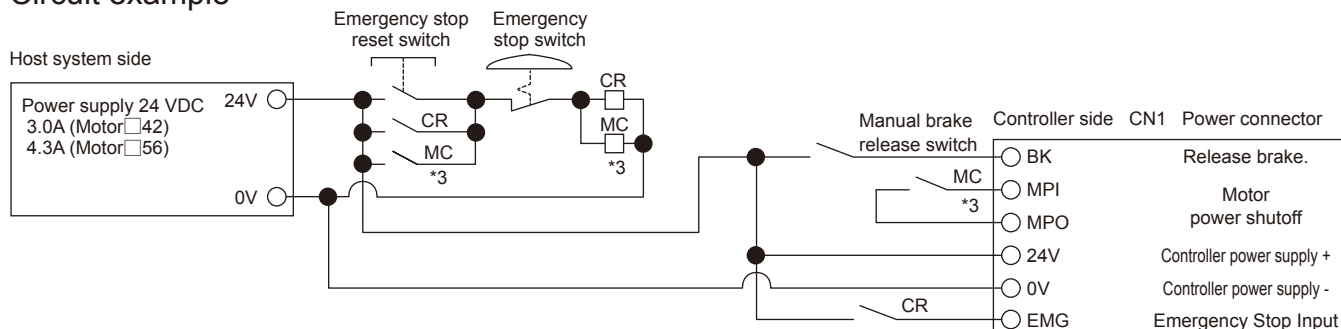 Circuit example
Emergency stop
reset switch
Emergency
stop switch
Host system side
Power supply 24 VDC
3.0A (Motor□42)
4.3A (Motor□56)
24V
0V
CR
MC
*3
CR
MC
*3
Manual brake
release switch
MC
*3
CR
Controller side CN1 Power connector
BK Release brake.
MPI
MPO
Motor
power shutoff
24V Controller power supply +
0V Controller power supply -
EMG Emergency Stop Input